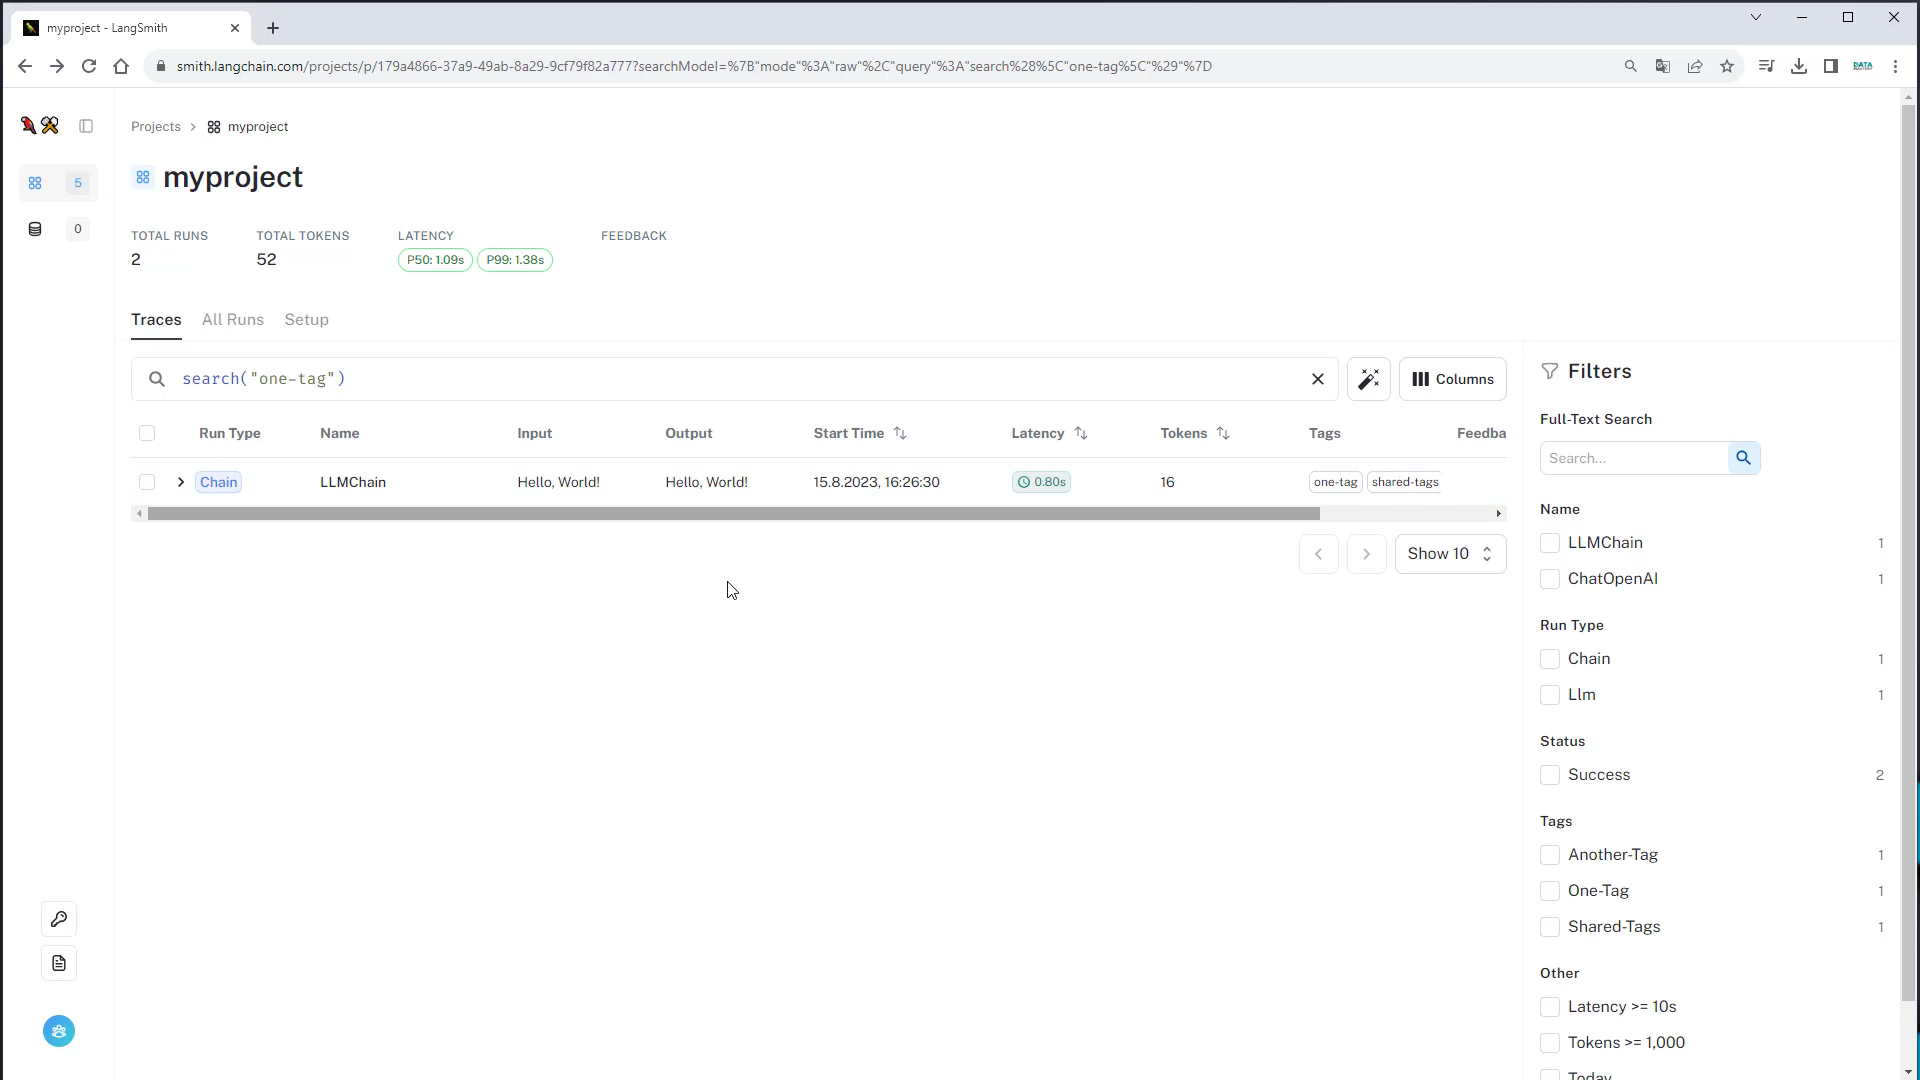 myproject - LangSmith
smith.langchain.com/projects/p/179a4866-37a9-49ab-8a29-9cf79f82a777?searchModel=%7B"mode"%3A"raw"%2C"query"%3A"search%28%5C"one-tag%5C"%29"%7D
DATA
Projects > myproject
5
myproject
0
TOTAL RUNS TOTAL TOKENS LATENCY FEEDBACK
2 52 P50: 1.09s P99: 1.38s
Traces All Runs Setup
search("one-tag") Columns
Run Type Name Input Output Start Time Latency Tokens Tags Feedba
Chain LLMChain Hello, World! Hello, World! 15.8.2023, 16:26:30 0.80s 16 one-tag shared-tags
Show 10
Filters
Full-Text Search
Search...
Name
LLMChain 1
ChatOpenAI 1
Run Type
Chain 1
Llm 1
Status
Success 2
Tags
Another-Tag 1
One-Tag 1
Shared-Tags 1
Other
Latency >= 10s
Tokens >= 1,000
Today